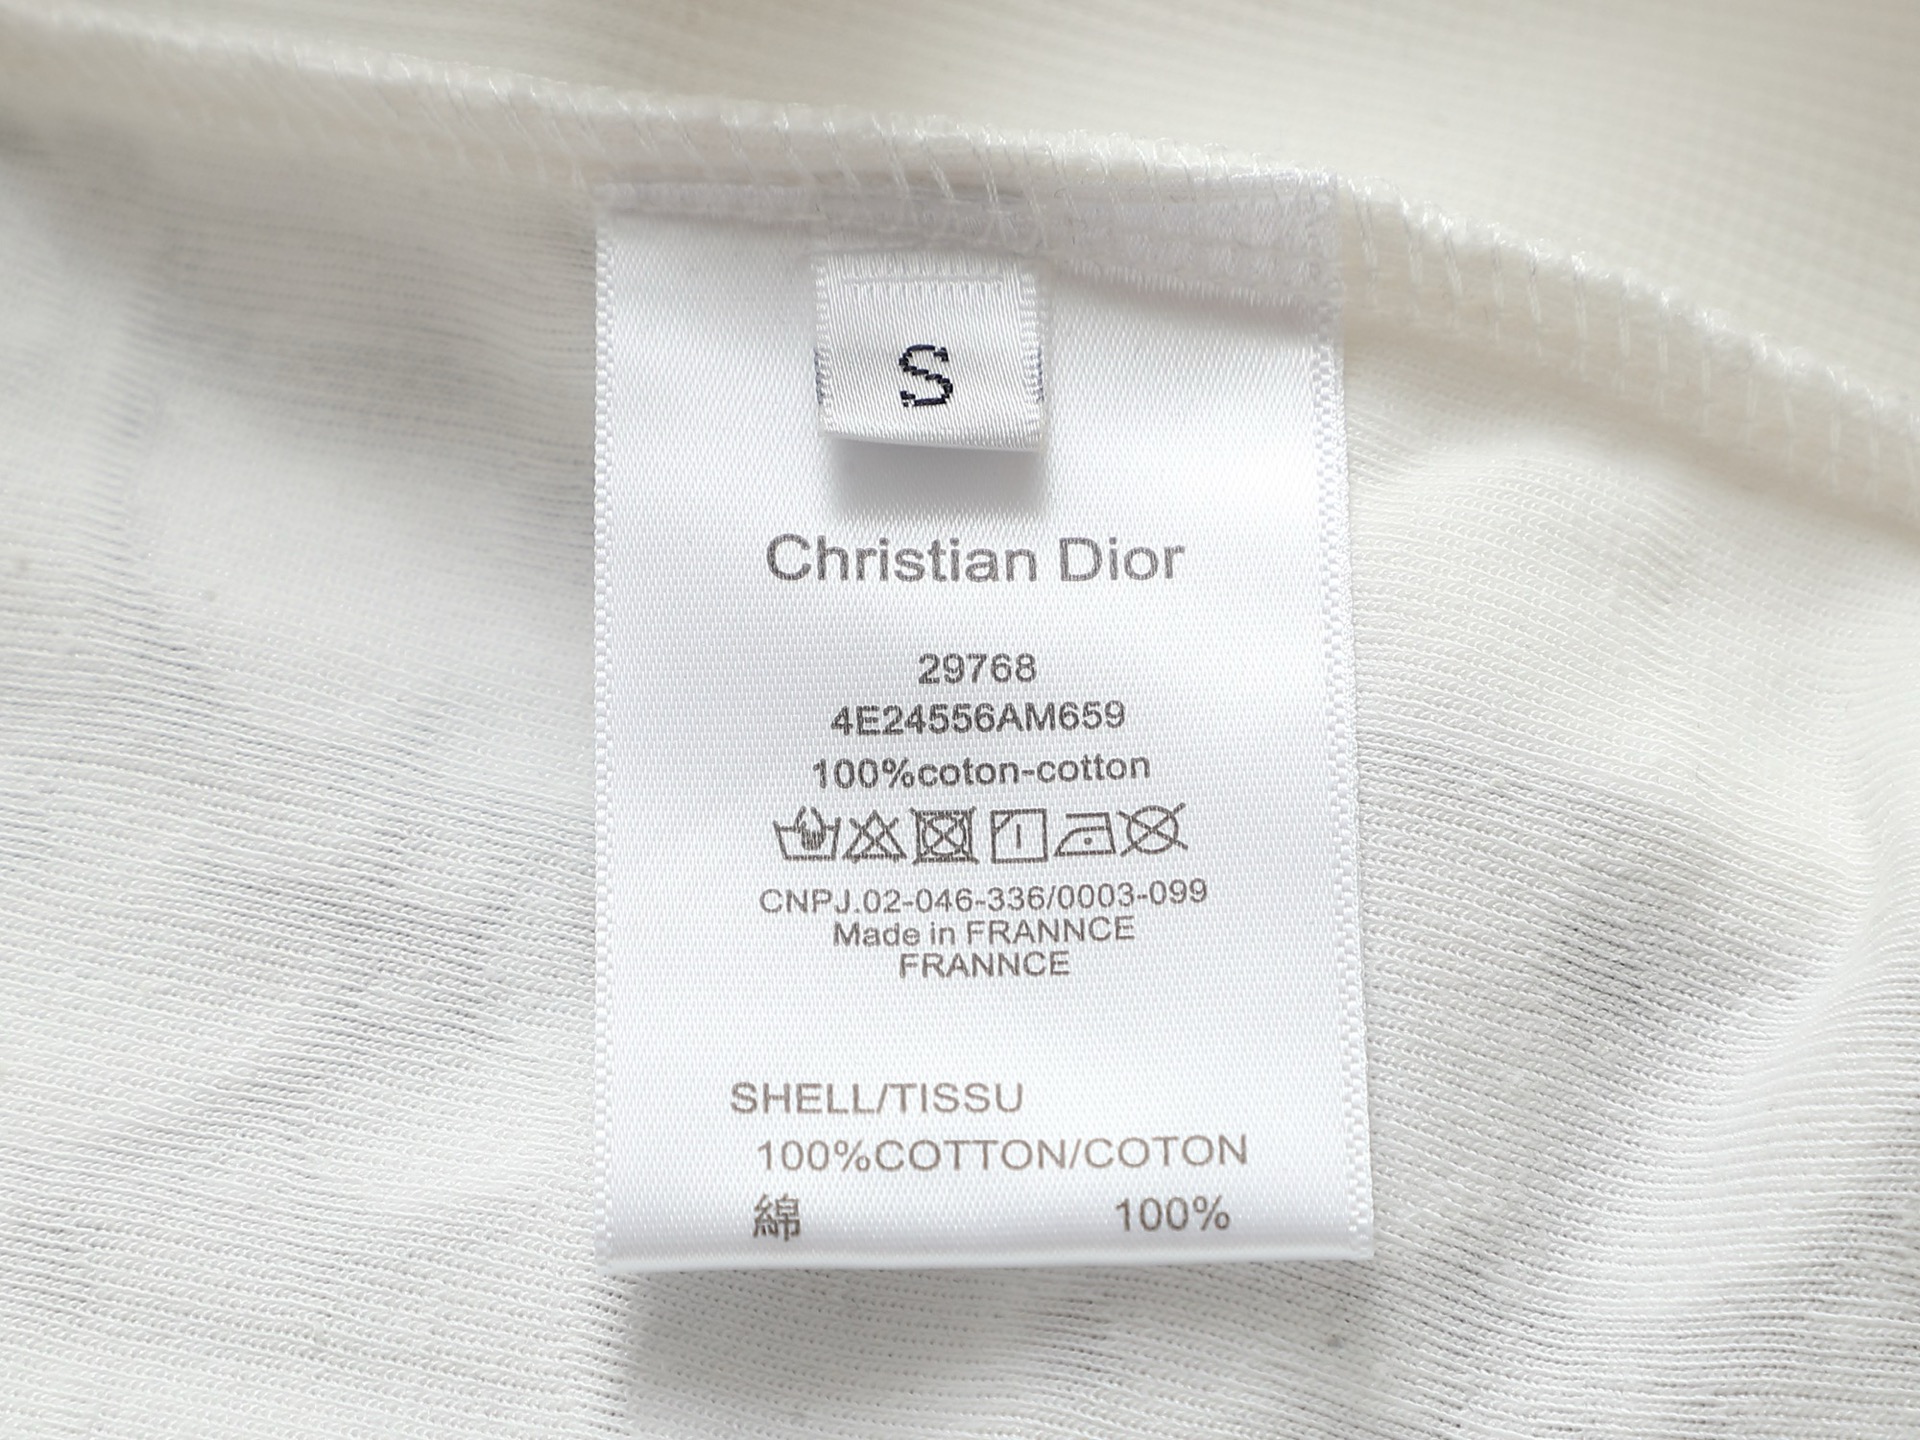 S
Christian Dior
29768
4E24556AM659
100%coton-cotton
CNPJ.02-046-336/0003-099
Made in FRANNCE
FRANNCE
SHELL/TISSU
100%COTTON/COTON
綿 100%